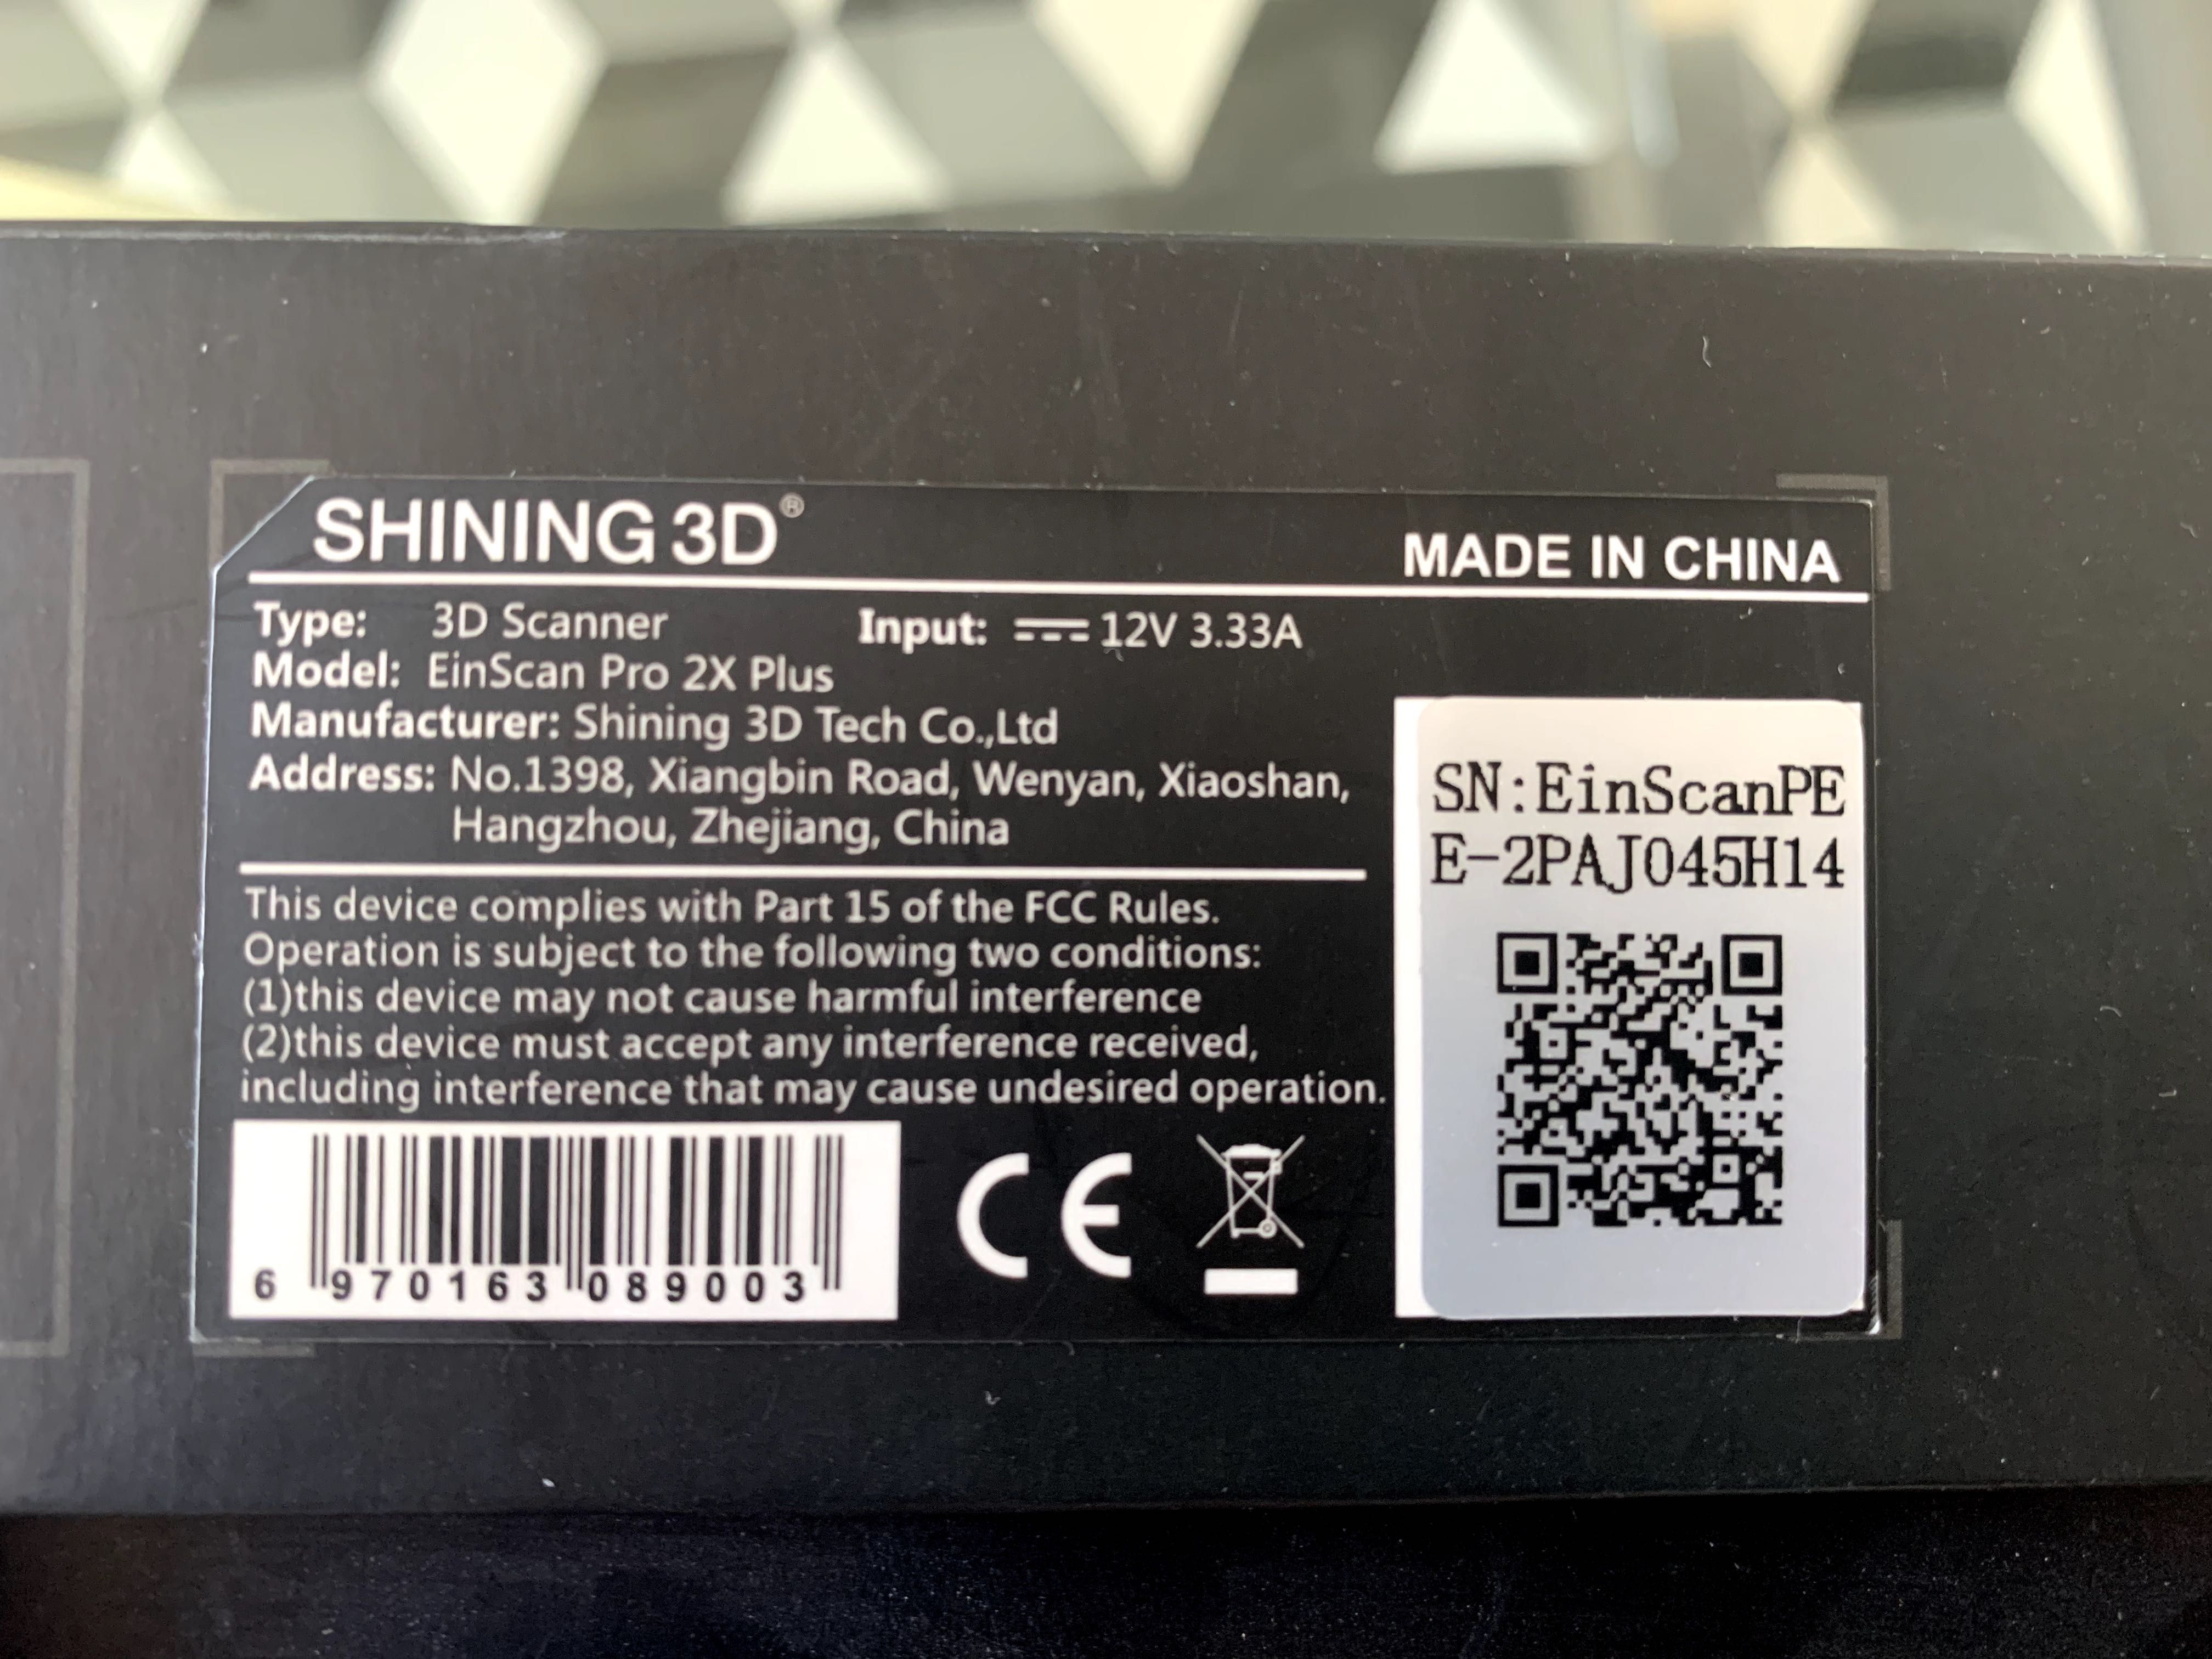 SHINING 3D®
MADE IN CHINA
Type: 3D Scanner Input: 12V 3.33A
Model: EinScan Pro 2X Plus
Manufacturer: Shining 3D Tech Co.,Ltd
Address: No.1398, Xiangbin Road, Wenyan, Xiaoshan,
Hangzhou, Zhejiang, China
This device complies with Part 15 of the FCC Rules.
Operation is subject to the following two conditions:
(1)this device may not cause harmful interference
(2)this device must accept any interference received,
including interference that may cause undesired operation.
6 970163 089003
CE
SN:EinScanPE
E-2PAJ045H14